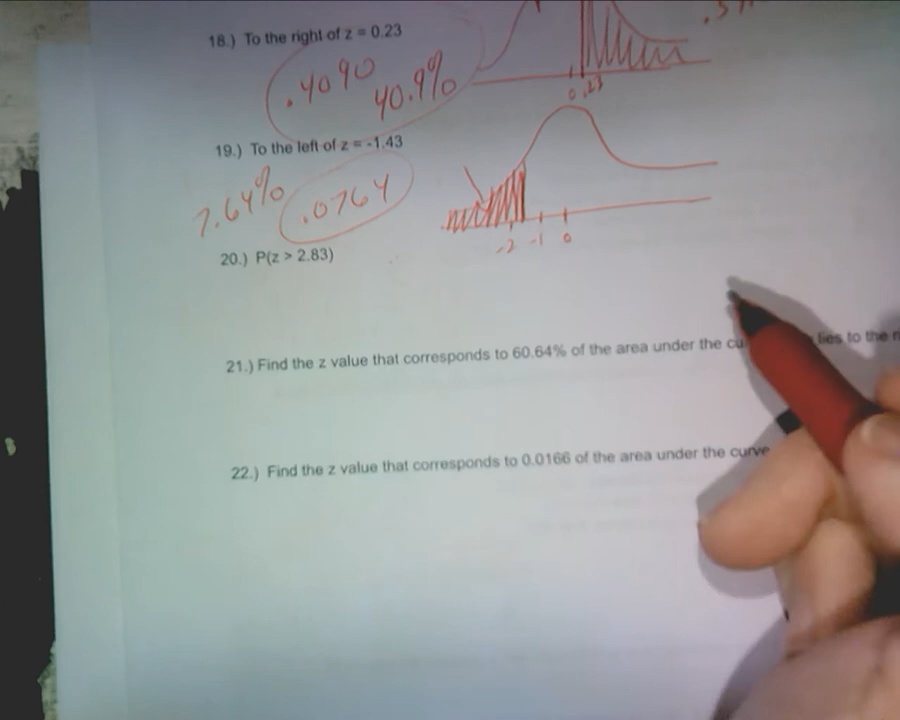 18.) To the right of z = 0.23
.4090
40.9%
0 .23
19.) To the left of z = -1.43
7.64%
.0764
-2 -1 0
20.) P(z > 2.83)
21.) Find the z value that corresponds to 60.64% of the area under the lies to the
22.) Find the z value that corresponds to 0.0166 of the area under the curve